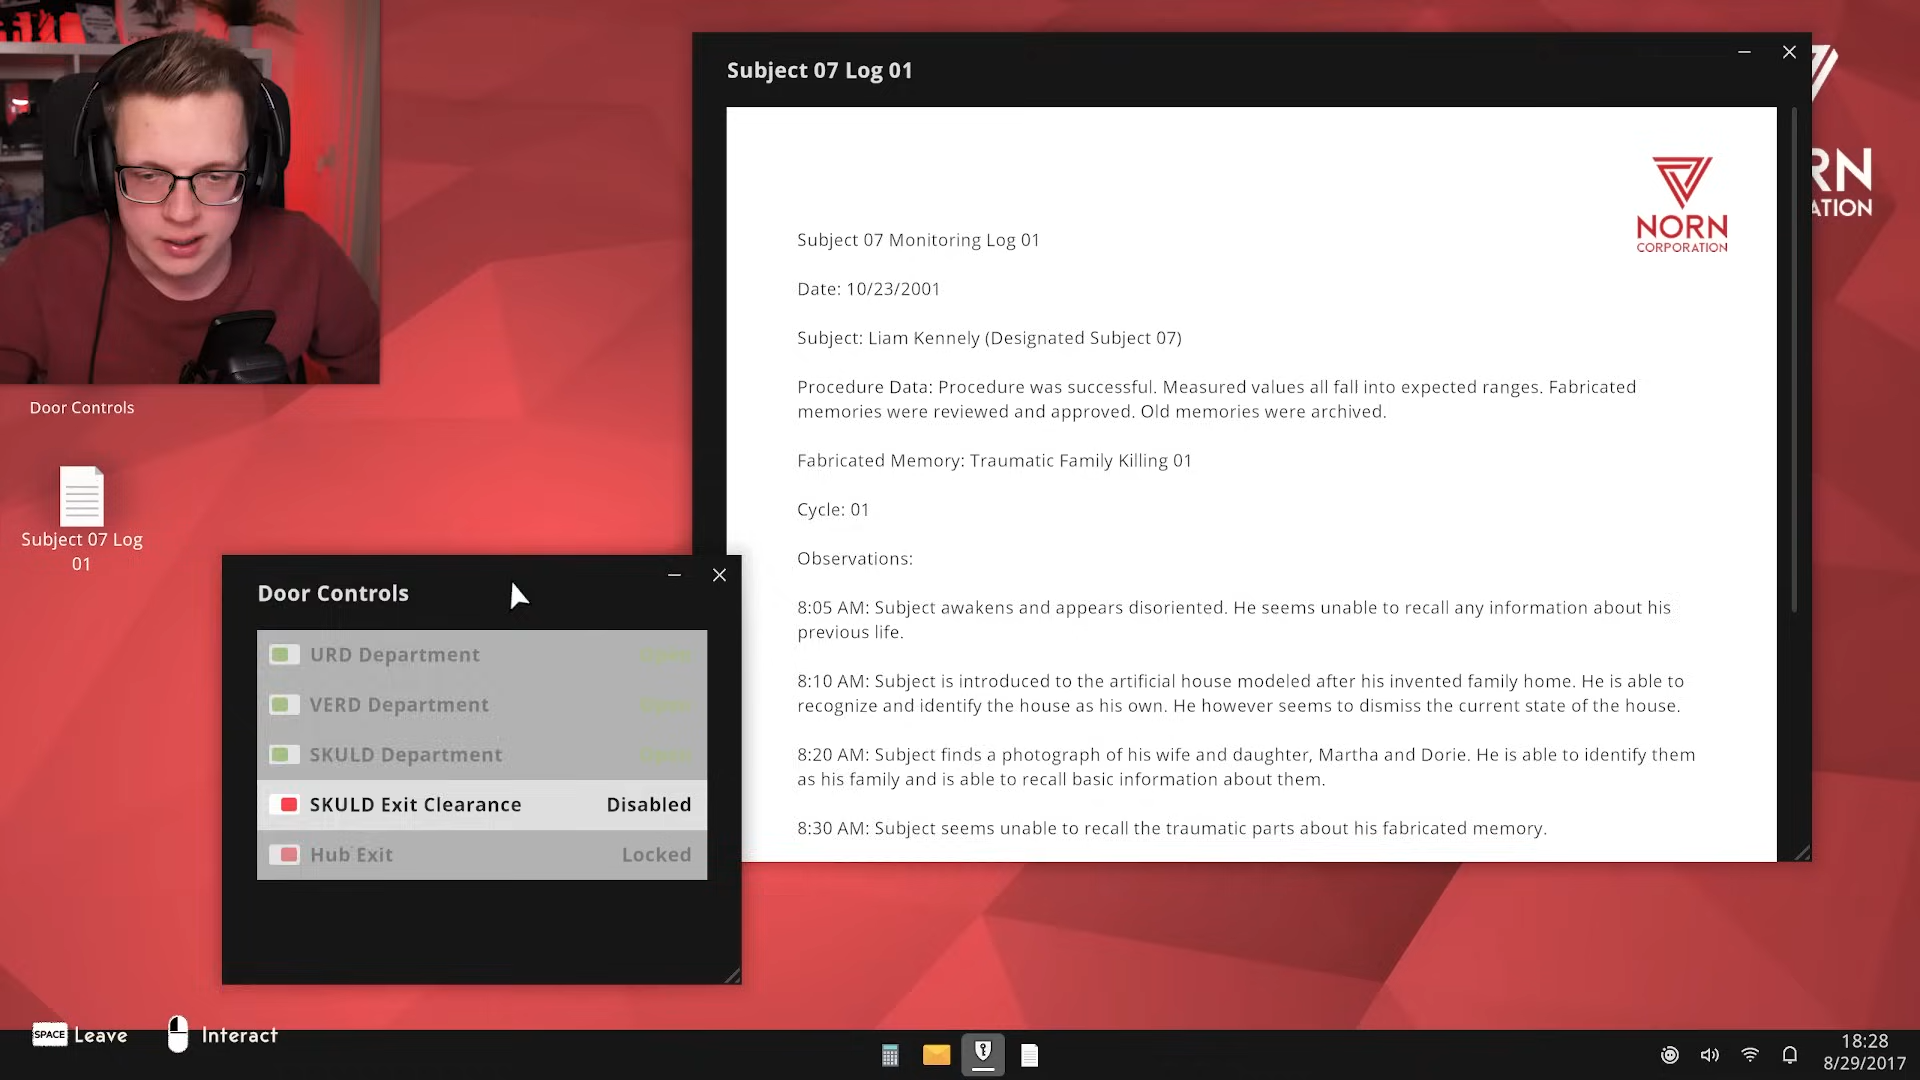 Subject 07 Log 01
RN
ATION
NORN
CORPORATION
Subject 07 Monitoring Log 01
Date: 10/23/2001
Subject: Liam Kennely (Designated Subject 07)
Procedure Data: Procedure was successful. Measured values all fall into expected ranges. Fabricated
memories were reviewed and approved. Old memories were archived.
Fabricated Memory: Traumatic Family Killing 01
Cycle: 01
Observations:
8:05 AM: Subject awakens and appears disoriented. He seems unable to recall any information about his
previous life.
8:10 AM: Subject is introduced to the artificial house modeled after his invented family home. He is able to
recognize and identify the house as his own. He however seems to dismiss the current state of the house.
8:20 AM: Subject finds a photograph of his wife and daughter, Martha and Dorie. He is able to identify them
as his family and is able to recall basic information about them.
8:30 AM: Subject seems unable to recall the traumatic parts about his fabricated memory.
Door Controls
Subject 07 Log
01
Door Controls
URD Department
VERD Department
SKULD Department
SKULD Exit Clearance Disabled
Hub Exit Locked
SPACE Leave Interact
18:28
8/29/2017